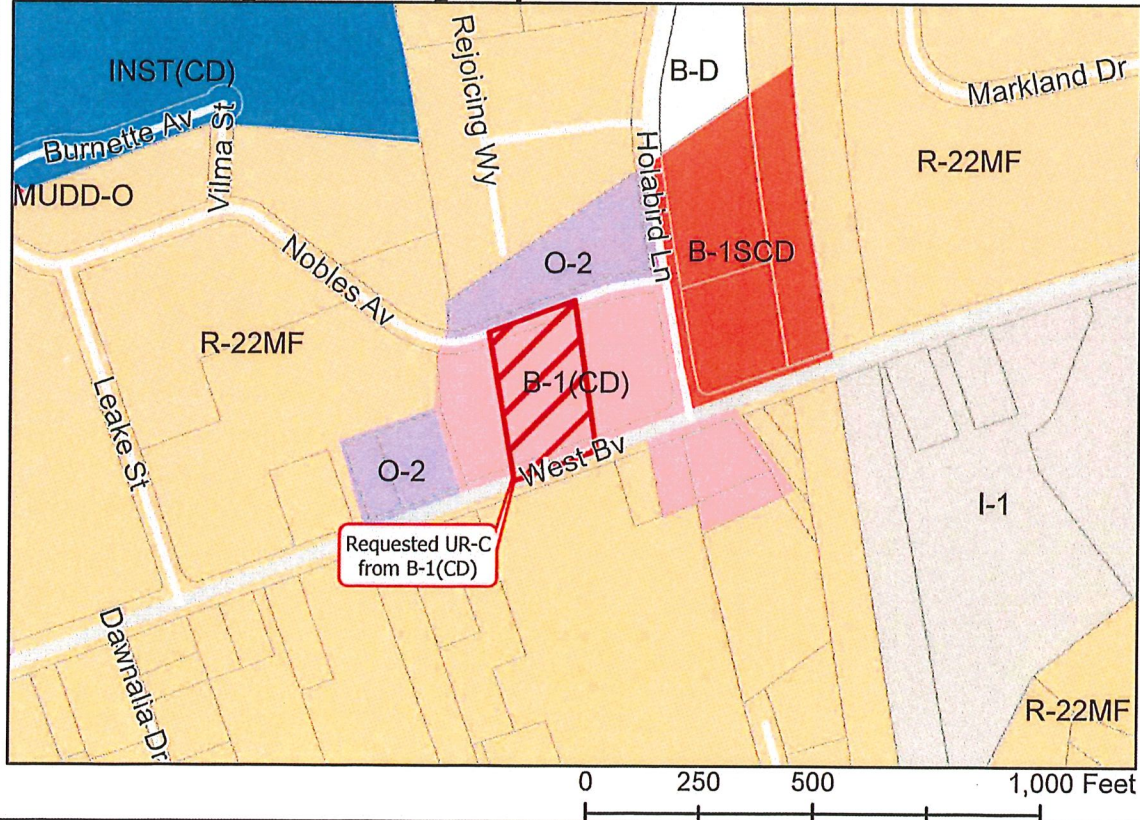 INST(CD)
Burnette Av
Vilma St
MUDD-O
Rejoicing Wy
B-D
Markland Dr
R-22MF
Holabird Ln
B-1SCD
O-2
Nobles Av
R-22MF
B-1(CD)
Leake St
O-2
West Bv
I-1
Requested UR-C
from B-1(CD)
Dawnalia Dr
R-22MF
0 250 500 1,000 Feet